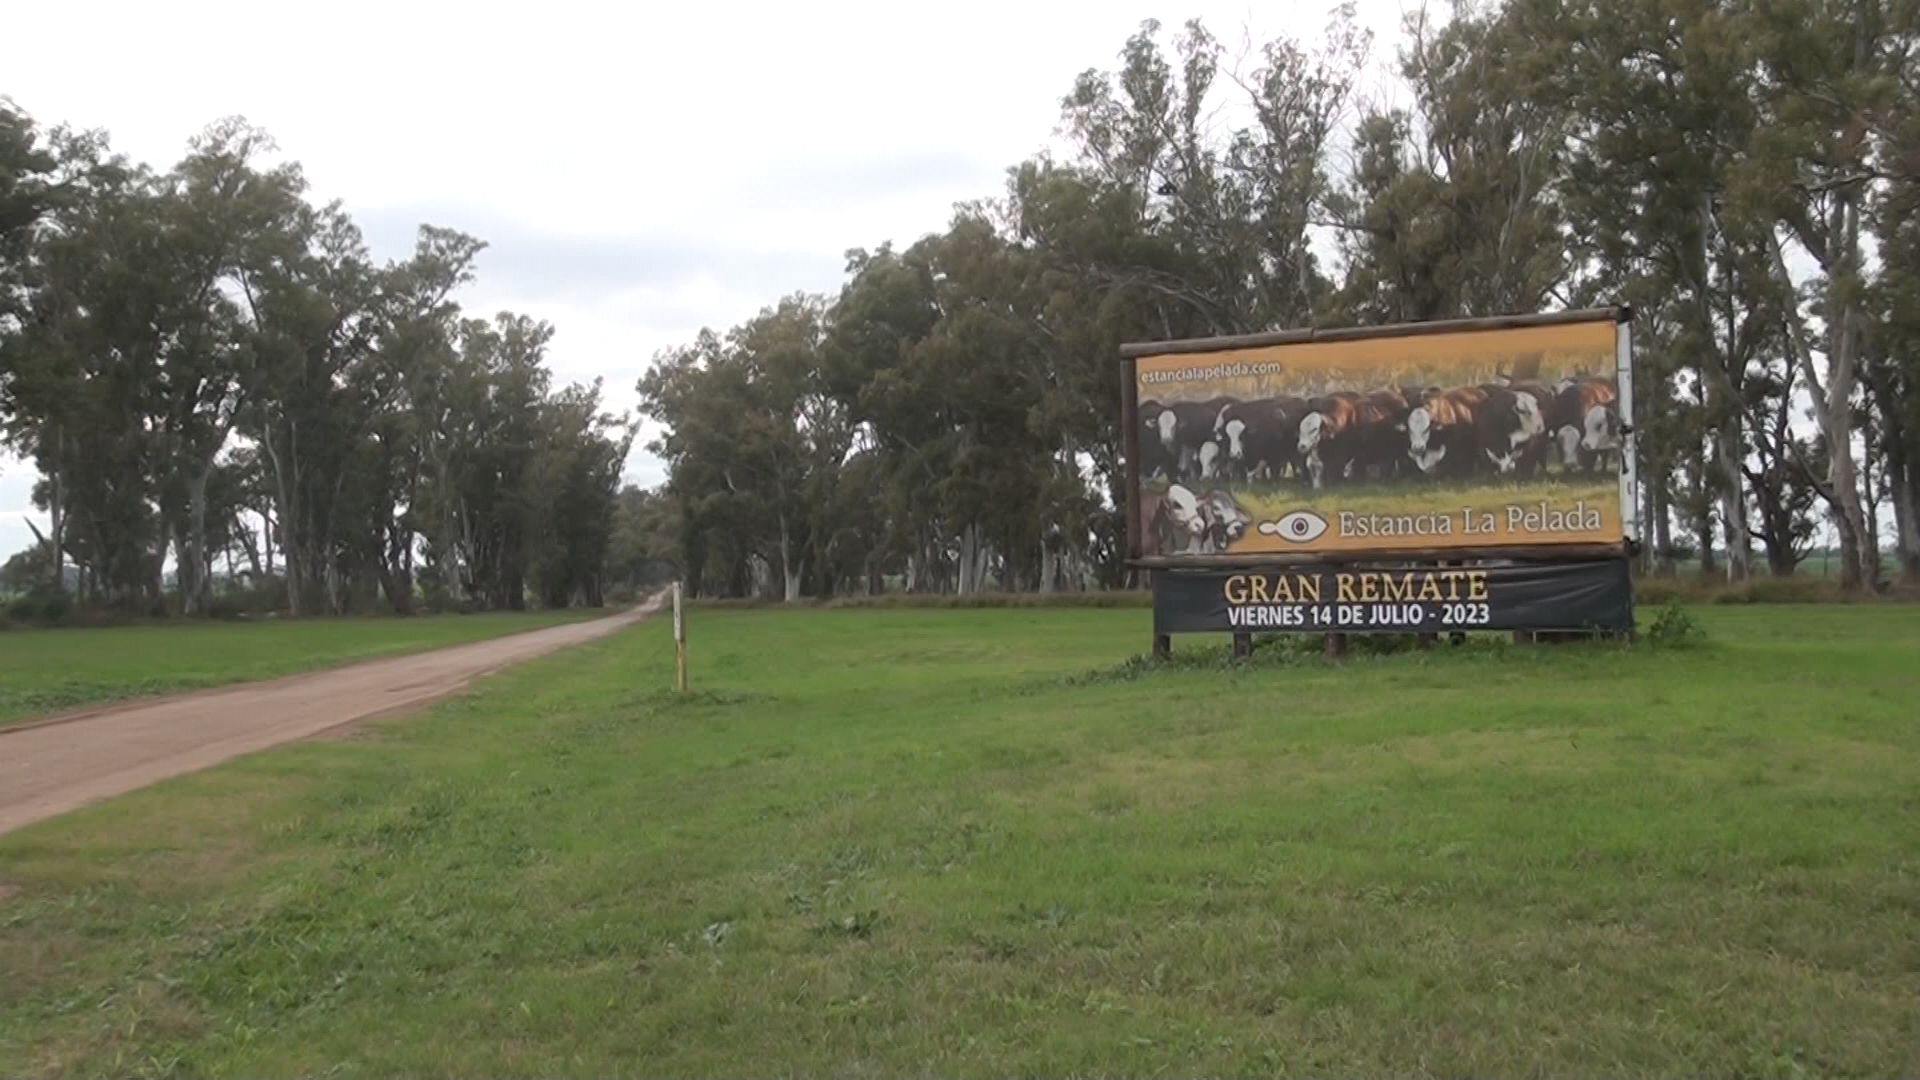 estancialapelada.com
Estancia La Pelada
GRAN REMATE
VIERNES 14 DE JULIO - 2023